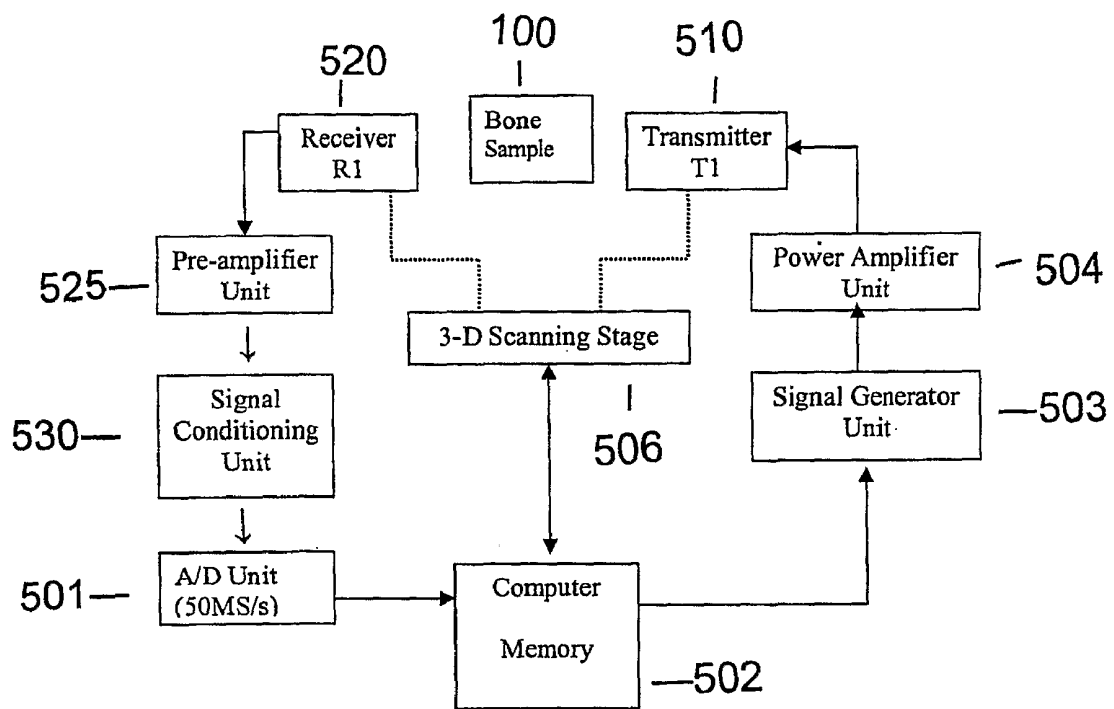 520
100
510
Receiver
R1
Bone
Sample
Transmitter
T1
Pre-amplifier
Unit
525
Power Amplifier
Unit
504
3-D Scanning Stage
Signal
Conditioning
Unit
530
506
Signal Generator
Unit
503
A/D Unit
(50MS/s)
501
Computer
Memory
502